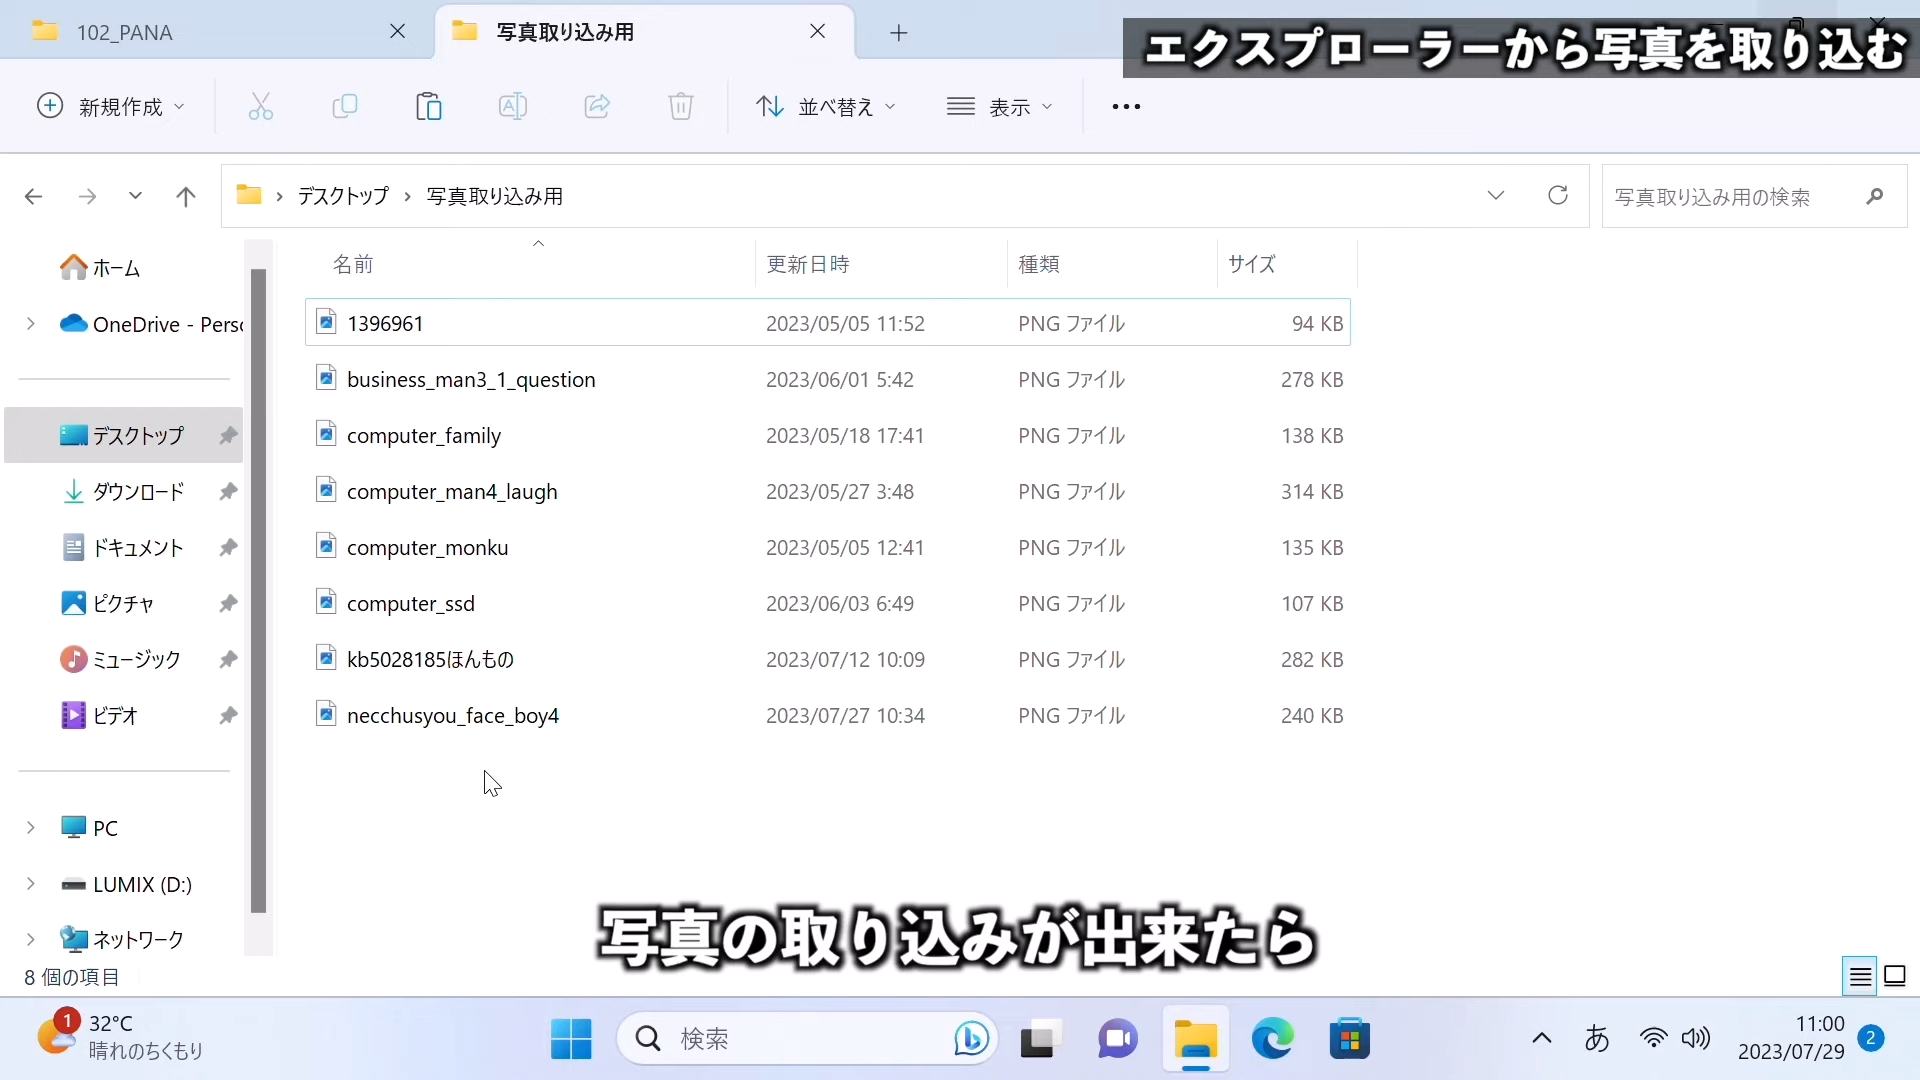 102_PANA
写真取り込み用
エクスプローラーから写真を取り込む
新規作成
並べ替え
表示
デスクトップ
写真取り込み用
写真取り込み用の検索
ホーム
OneDrive - Perso
デスクトップ
ダウンロード
ドキュメント
ピクチャ
ミュージック
ビデオ
PC
LUMIX (D:)
ネットワーク
名前 更新日時 種類 サイズ
1396961 2023/05/05 11:52 PNG ファイル 94 KB
business_man3_1_question 2023/06/01 5:42 PNG ファイル 278 KB
computer_family 2023/05/18 17:41 PNG ファイル 138 KB
computer_man4_laugh 2023/05/27 3:48 PNG ファイル 314 KB
computer_monku 2023/05/05 12:41 PNG ファイル 135 KB
computer_ssd 2023/06/03 6:49 PNG ファイル 107 KB
kb5028185ほんもの 2023/07/12 10:09 PNG ファイル 282 KB
necchusyou_face_boy4 2023/07/27 10:34 PNG ファイル 240 KB
写真の取り込みが出来たら
8 個の項目
1
32°C
晴れのちくもり
検索
あ
11:00
2023/07/29
2